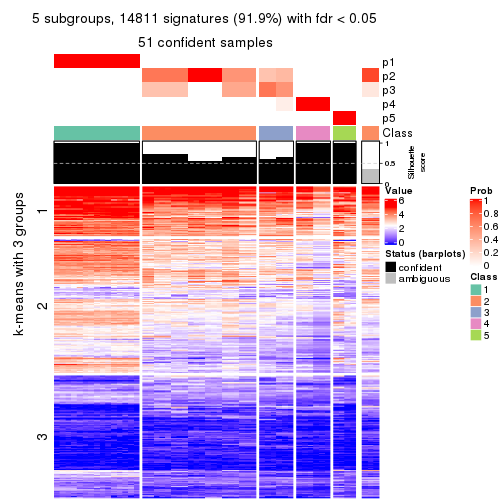 5 subgroups, 14811 signatures (91.9%) with fdr < 0.05
51 confident samples
p1
p2
p3
p4
p5
Class
1
0.5
0
Silhouette
score
k-means with 3 groups
1
2
3
Value
6
4
2
0
Status (barplots)
confident
ambiguous
Prob
1
0.8
0.6
0.4
0.2
0
Class
1
2
3
4
5